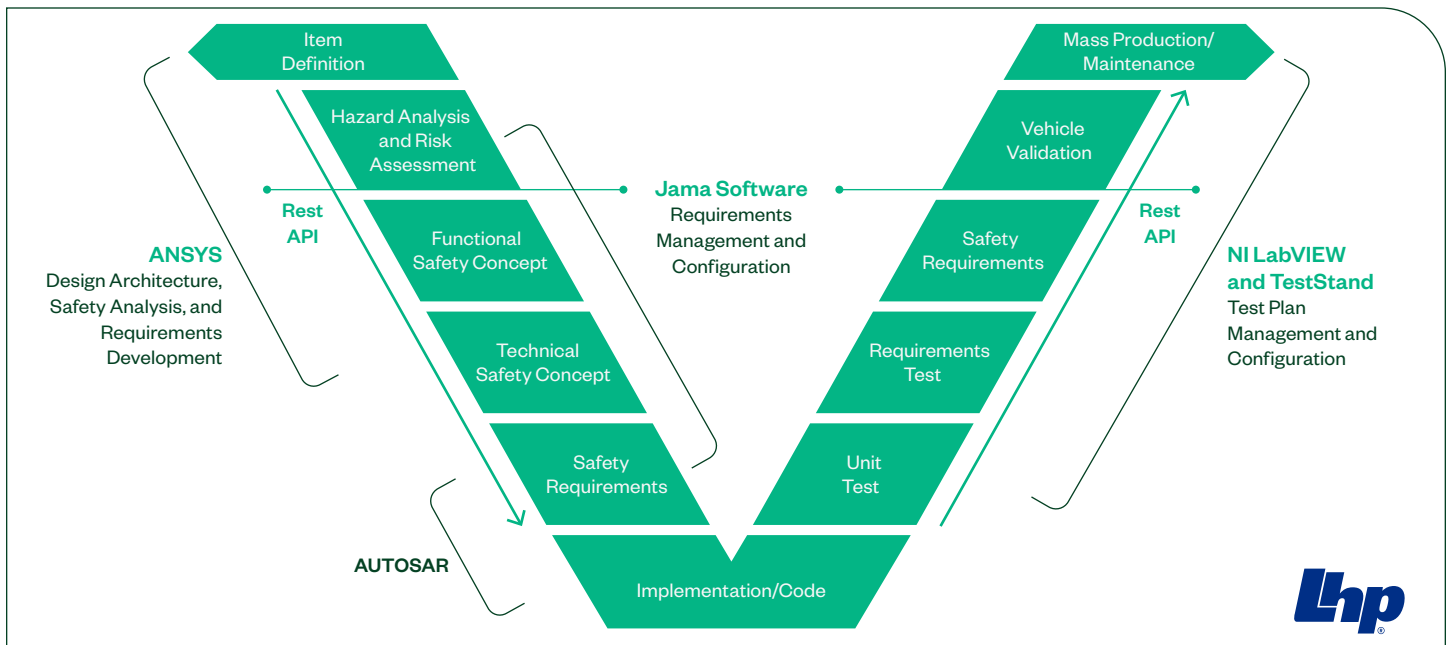 Item
Definition
Hazard Analysis
and Risk
Assessment
Functional
Safety Concept
Technical
Safety Concept
Safety
Requirements
Implementation/Code
Unit
Test
Requirements
Test
Safety
Requirements
Vehicle
Validation
Mass Production/
Maintenance
Rest
API
ANSYS
Design Architecture,
Safety Analysis, and
Requirements
Development
AUTOSAR
Jama Software
Requirements
Management and
Configuration
Rest
API
NI LabVIEW
and TestStand
Test Plan
Management and
Configuration
Lhp
®